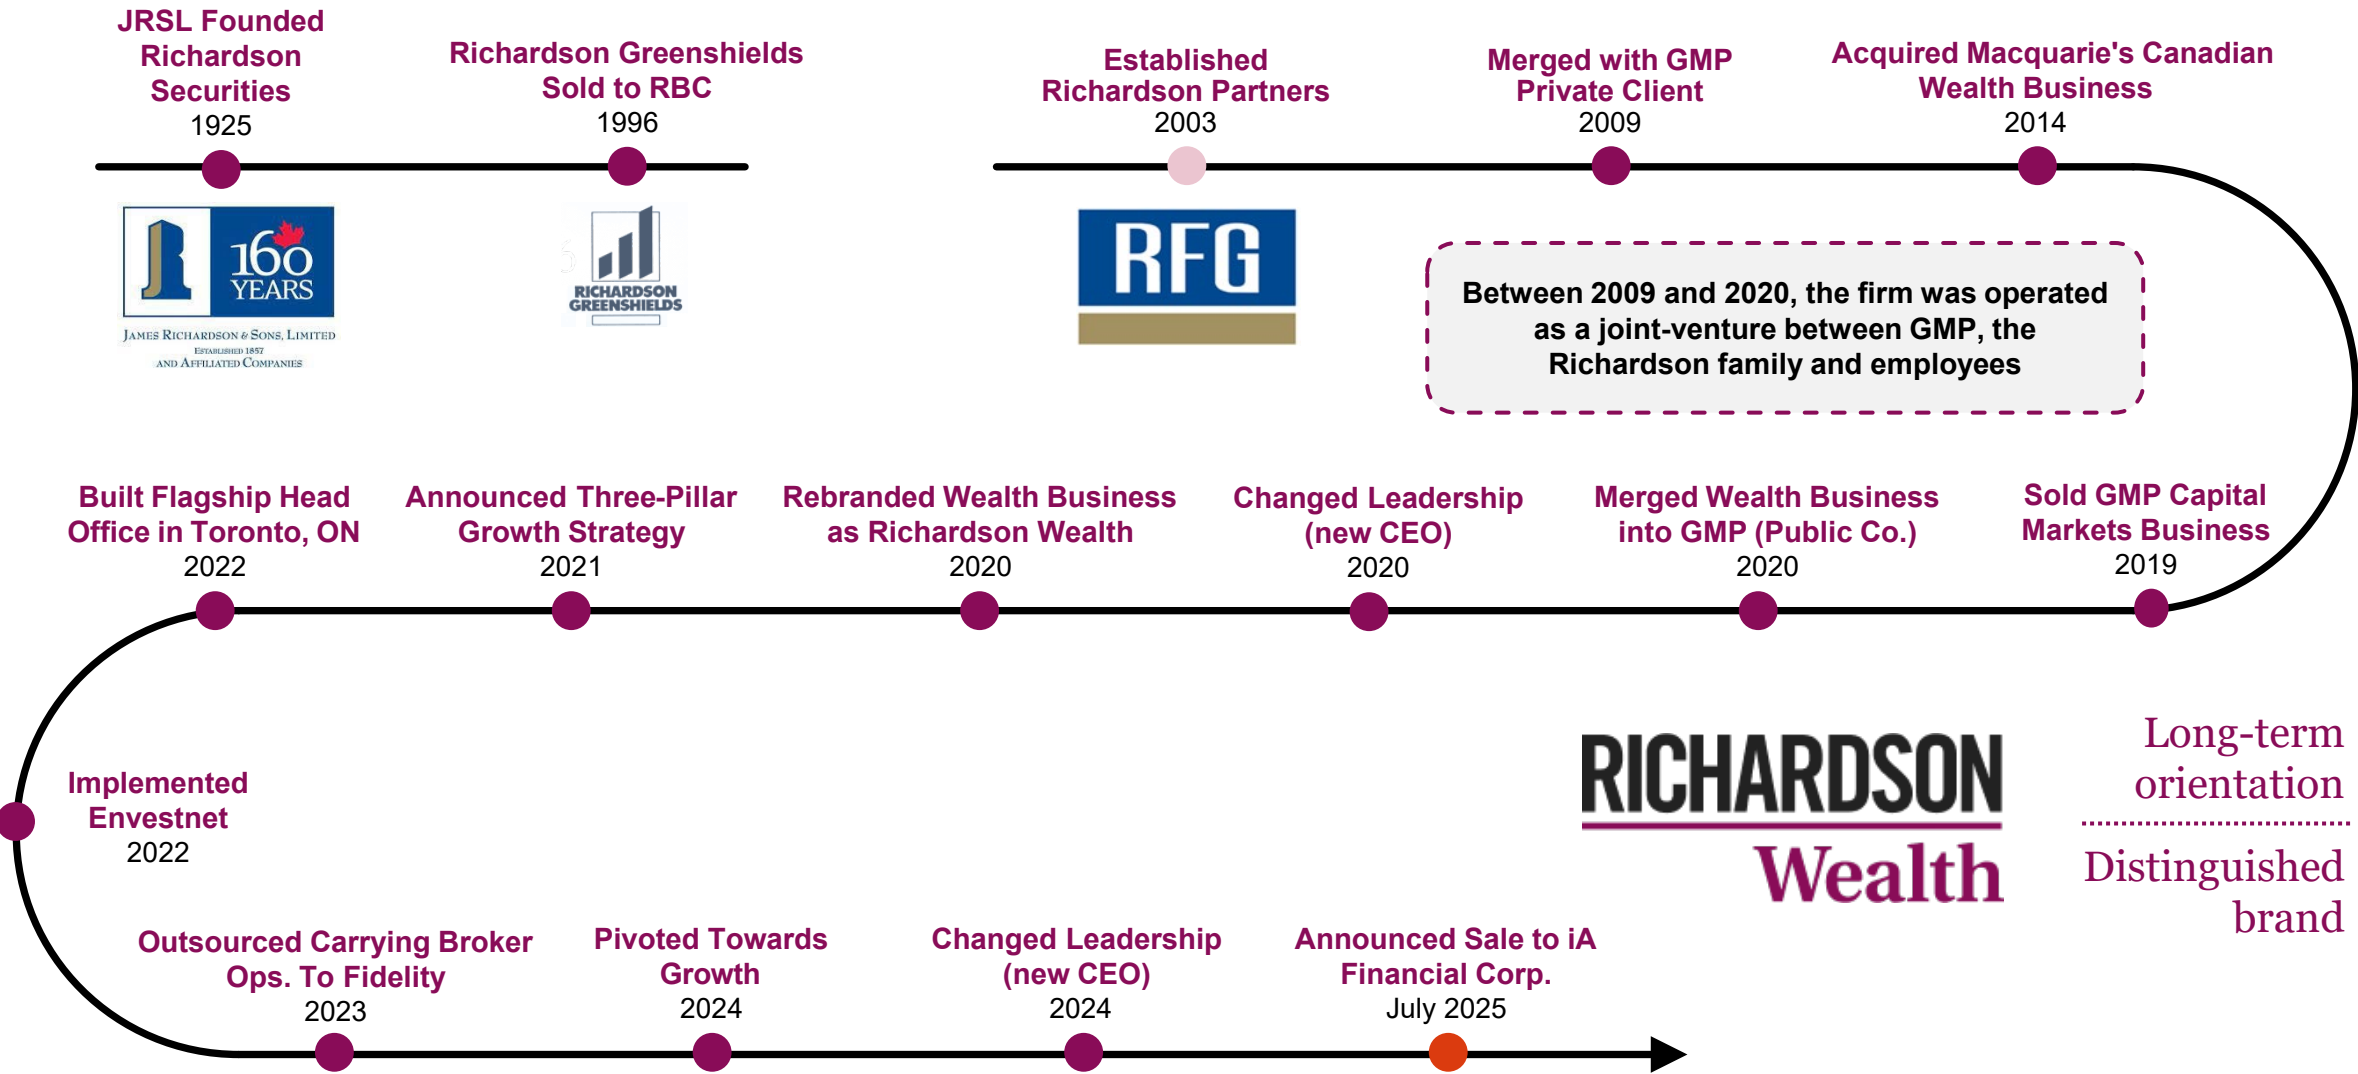 JRSL Founded
Richardson
Securities
1925
Richardson Greenshields
Sold to RBC
1996
Established
Richardson Partners
2003
Merged with GMP
Private Client
2009
Acquired Macquarie's Canadian
Wealth Business
2014
160
YEARS
JAMES RICHARDSON & SONS, LIMITED
ESTABLISHED 1857
AND AFFILIATED COMPANIES
RICHARDSON
GREENSHIELDS
RFG
Between 2009 and 2020, the firm was operated
as a joint-venture between GMP, the
Richardson family and employees
Sold GMP Capital
Markets Business
2019
Merged Wealth Business
into GMP (Public Co.)
2020
Changed Leadership
(new CEO)
2020
Rebranded Wealth Business
as Richardson Wealth
2020
Announced Three-Pillar
Growth Strategy
2021
Built Flagship Head
Office in Toronto, ON
2022
Implemented
Envestnet
2022
Outsourced Carrying Broker
Ops. To Fidelity
2023
Pivoted Towards
Growth
2024
Changed Leadership
(new CEO)
2024
Announced Sale to iA
Financial Corp.
July 2025
RICHARDSON
Wealth
Long-term
orientation
Distinguished
brand